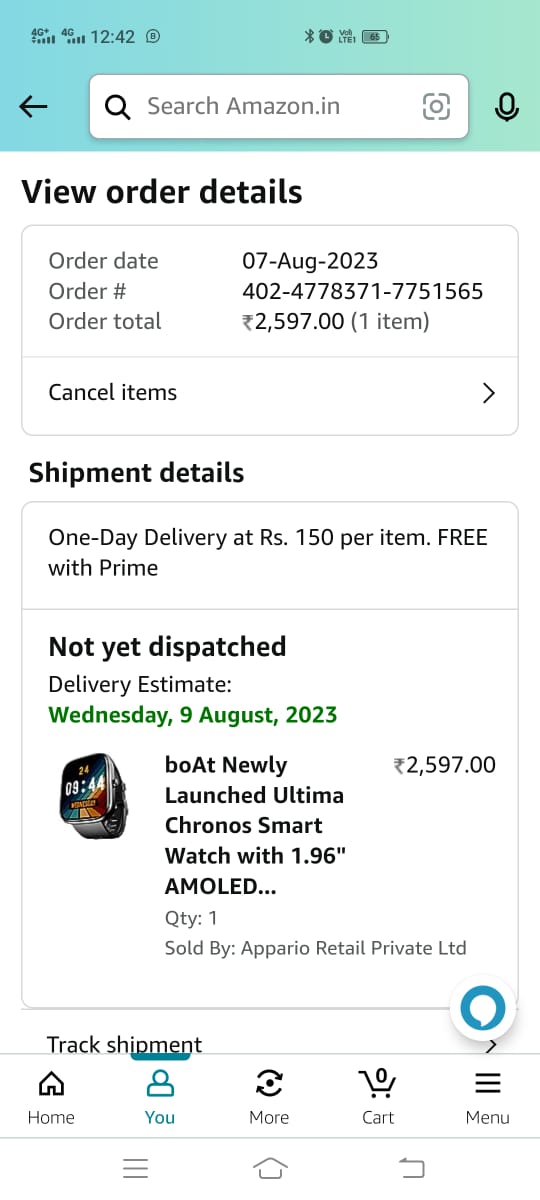 4G+ 4G 12:42 B VoI) LTE1 65
Search Amazon.in
View order details
Order date 07-Aug-2023
Order # 402-4778371-7751565
Order total ₹2,597.00 (1 item)
Cancel items
Shipment details
One-Day Delivery at Rs. 150 per item. FREE
with Prime
Not yet dispatched
Delivery Estimate:
Wednesday, 9 August, 2023
24
09:44
WEDNESDAY
boAt Newly ₹2,597.00
Launched Ultima
Chronos Smart
Watch with 1.96"
AMOLED...
Qty: 1
Sold By: Appario Retail Private Ltd
Track shipment
0
Home You More Cart Menu